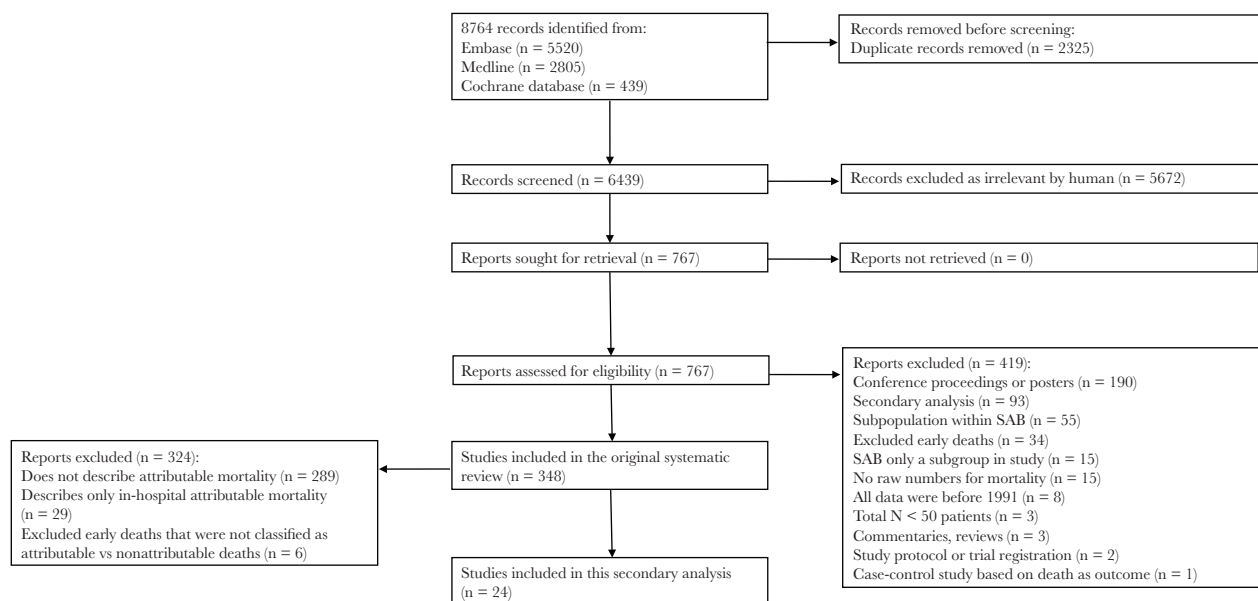 8764 records identified from:
Embase (n = 5520)
Medline (n = 2805)
Cochrane database (n = 439)
Records removed before screening:
Duplicate records removed (n = 2325)
Records screened (n = 6439)
Records excluded as irrelevant by human (n = 5672)
Reports sought for retrieval (n = 767)
Reports not retrieved (n = 0)
Reports assessed for eligibility (n = 767)
Reports excluded (n = 419):
Conference proceedings or posters (n = 190)
Secondary analysis (n = 93)
Subpopulation within SAB (n = 55)
Excluded early deaths (n = 34)
SAB only a subgroup in study (n = 15)
No raw numbers for mortality (n = 15)
All data were before 1991 (n = 8)
Total N < 50 patients (n = 3)
Commentaries, reviews (n = 3)
Study protocol or trial registration (n = 2)
Case-control study based on death as outcome (n = 1)
Studies included in the original systematic
review (n = 348)
Reports excluded (n = 324):
Does not describe attributable mortality (n = 289)
Describes only in-hospital attributable mortality
(n = 29)
Excluded early deaths that were not classified as
attributable vs nonattributable deaths (n = 6)
Studies included in this secondary analysis
(n = 24)